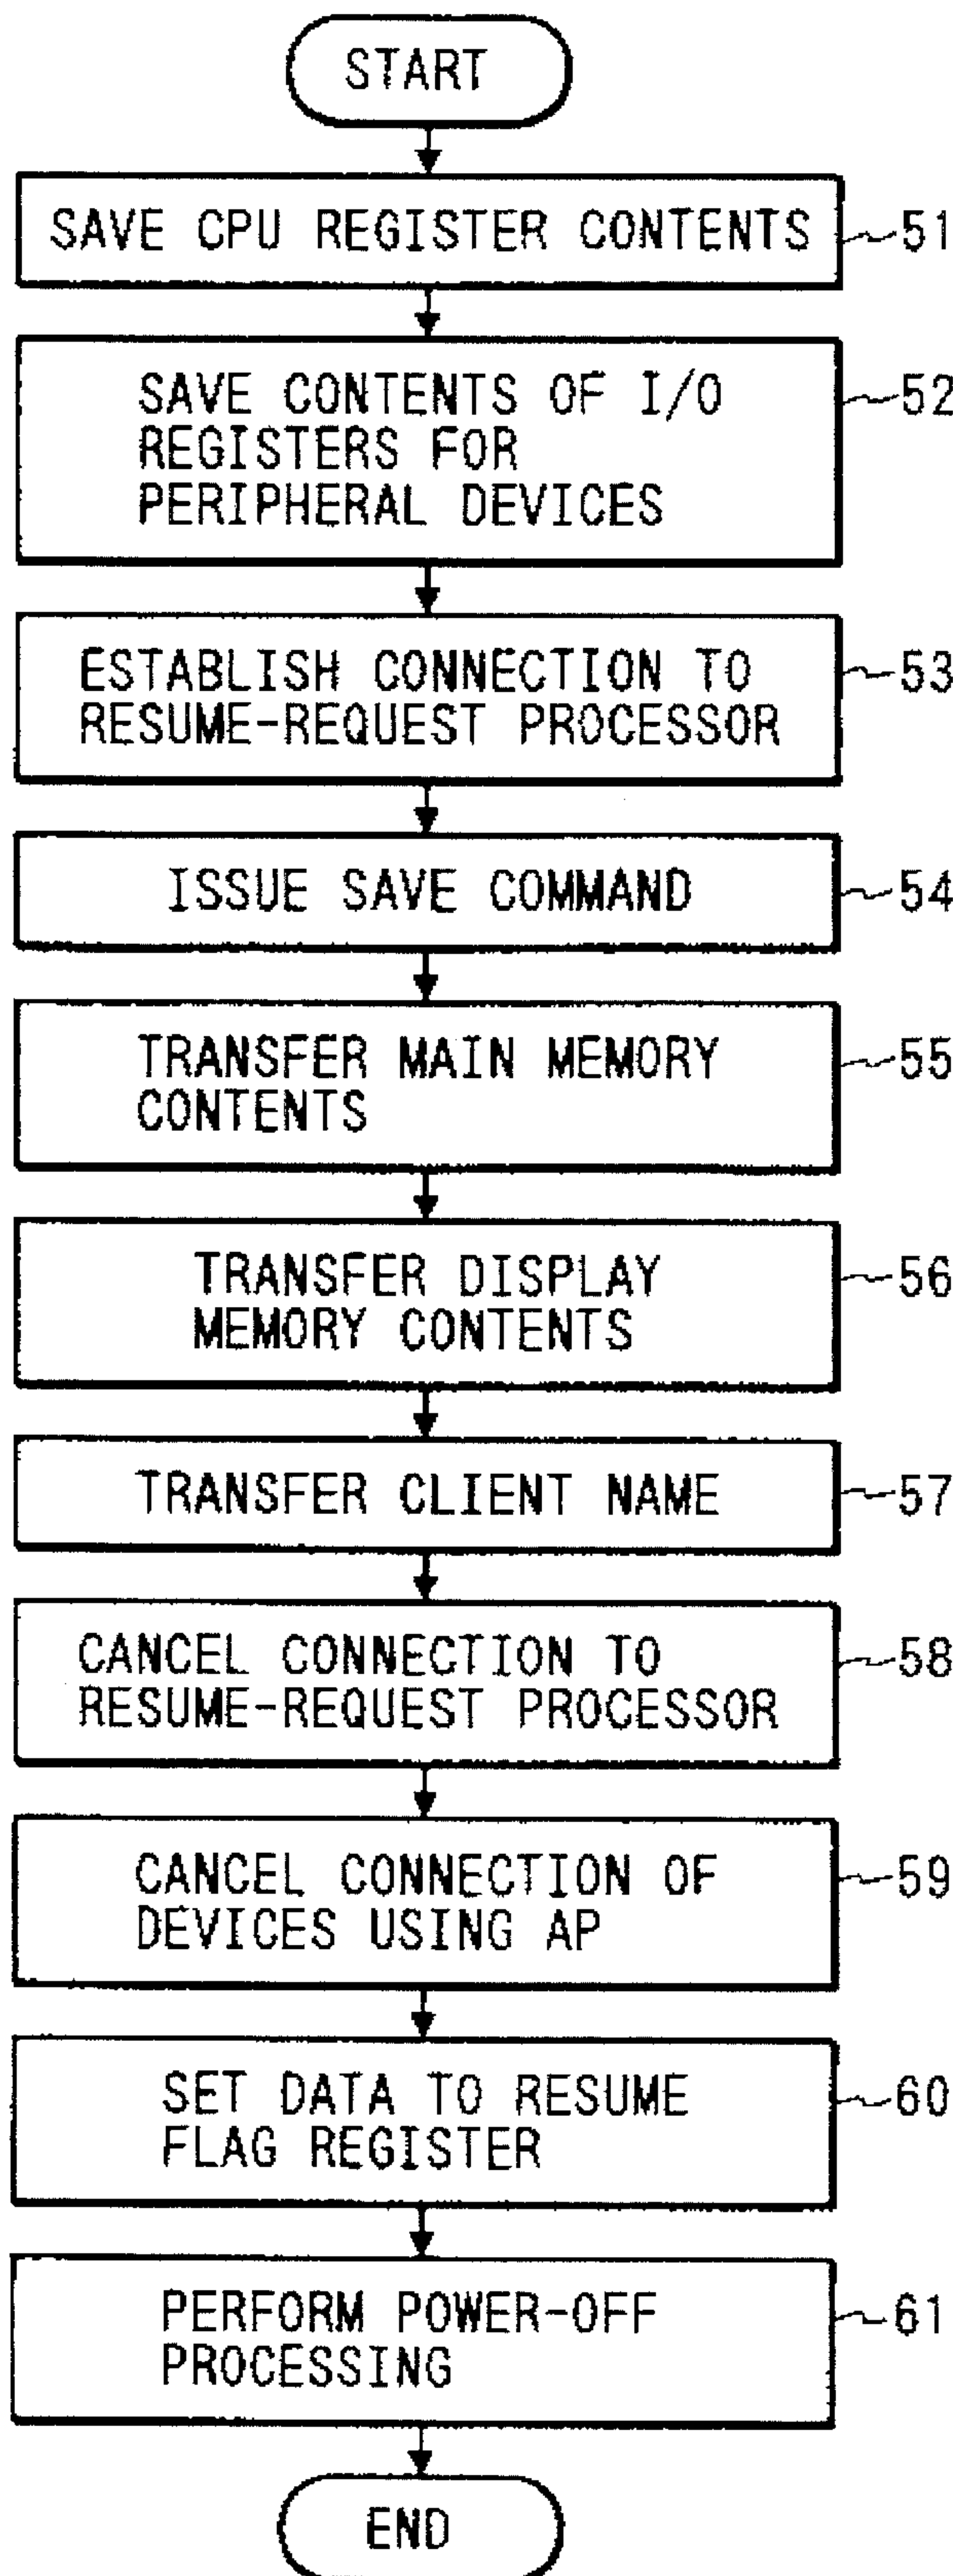 START
SAVE CPU REGISTER CONTENTS
51
SAVE CONTENTS OF I/O
REGISTERS FOR
PERIPHERAL DEVICES
52
ESTABLISH CONNECTION TO
RESUME-REQUEST PROCESSOR
53
ISSUE SAVE COMMAND
54
TRANSFER MAIN MEMORY
CONTENTS
55
TRANSFER DISPLAY
MEMORY CONTENTS
56
TRANSFER CLIENT NAME
57
CANCEL CONNECTION TO
RESUME-REQUEST PROCESSOR
58
CANCEL CONNECTION OF
DEVICES USING AP
59
SET DATA TO RESUME
FLAG REGISTER
60
PERFORM POWER-OFF
PROCESSING
61
END